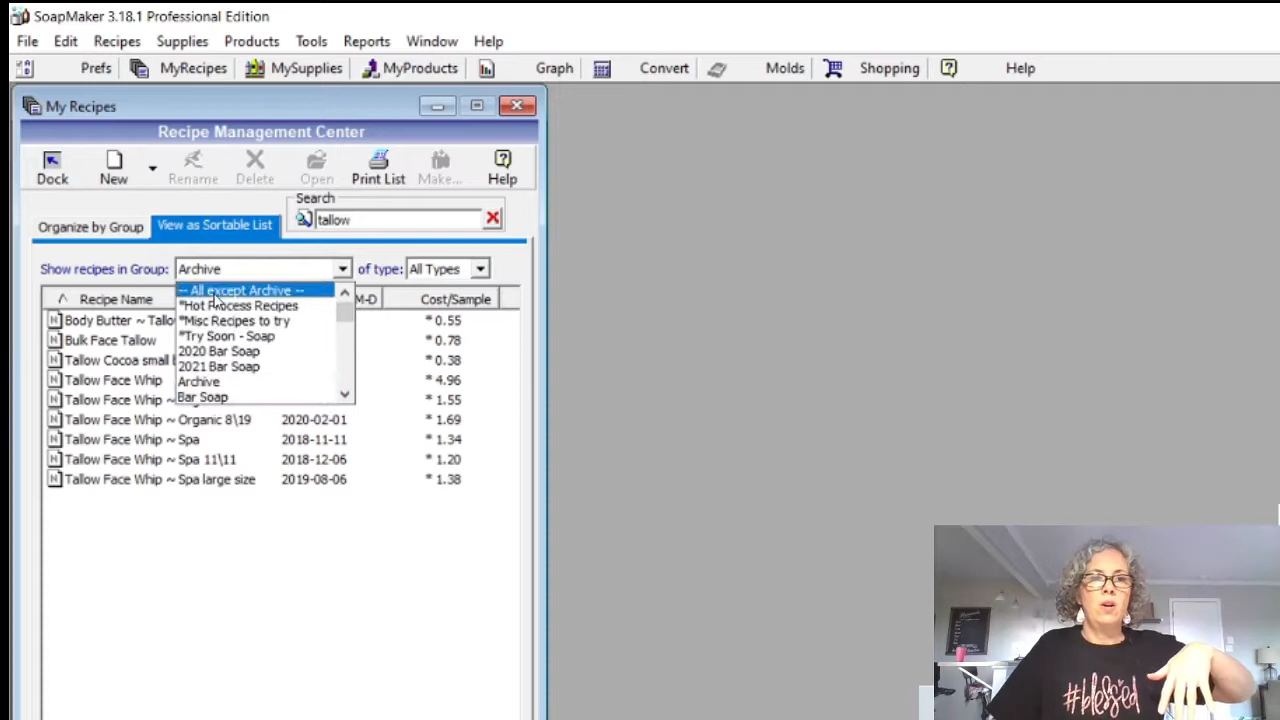 SoapMaker 3.18.1 Professional Edition
File Edit Recipes Supplies Products Tools Reports Window Help
Prefs MyRecipes MySupplies MyProducts Graph Convert Molds Shopping Help
My Recipes
Recipe Management Center
Dock New Rename Delete Open Print List Make... Help
Search
Organize by Group View as Sortable List tallow
Show recipes in Group: Archive of type: All Types
Recipe Name M-D Cost/Sample
-- All except Archive --
*Hot Process Recipes
*Misc Recipes to try
*Try Soon - Soap
2020 Bar Soap
2021 Bar Soap
Archive
Bar Soap
Body Butter ~ Tallo * 0.55
Bulk Face Tallow * 0.78
Tallow Cocoa small * 0.38
Tallow Face Whip * 4.96
Tallow Face Whip ~ * 1.55
Tallow Face Whip ~ Organic 8\19 2020-02-01 * 1.69
Tallow Face Whip ~ Spa 2018-11-11 * 1.34
Tallow Face Whip ~ Spa 11\11 2018-12-06 * 1.20
Tallow Face Whip ~ Spa large size 2019-08-06 * 1.38
#blessed